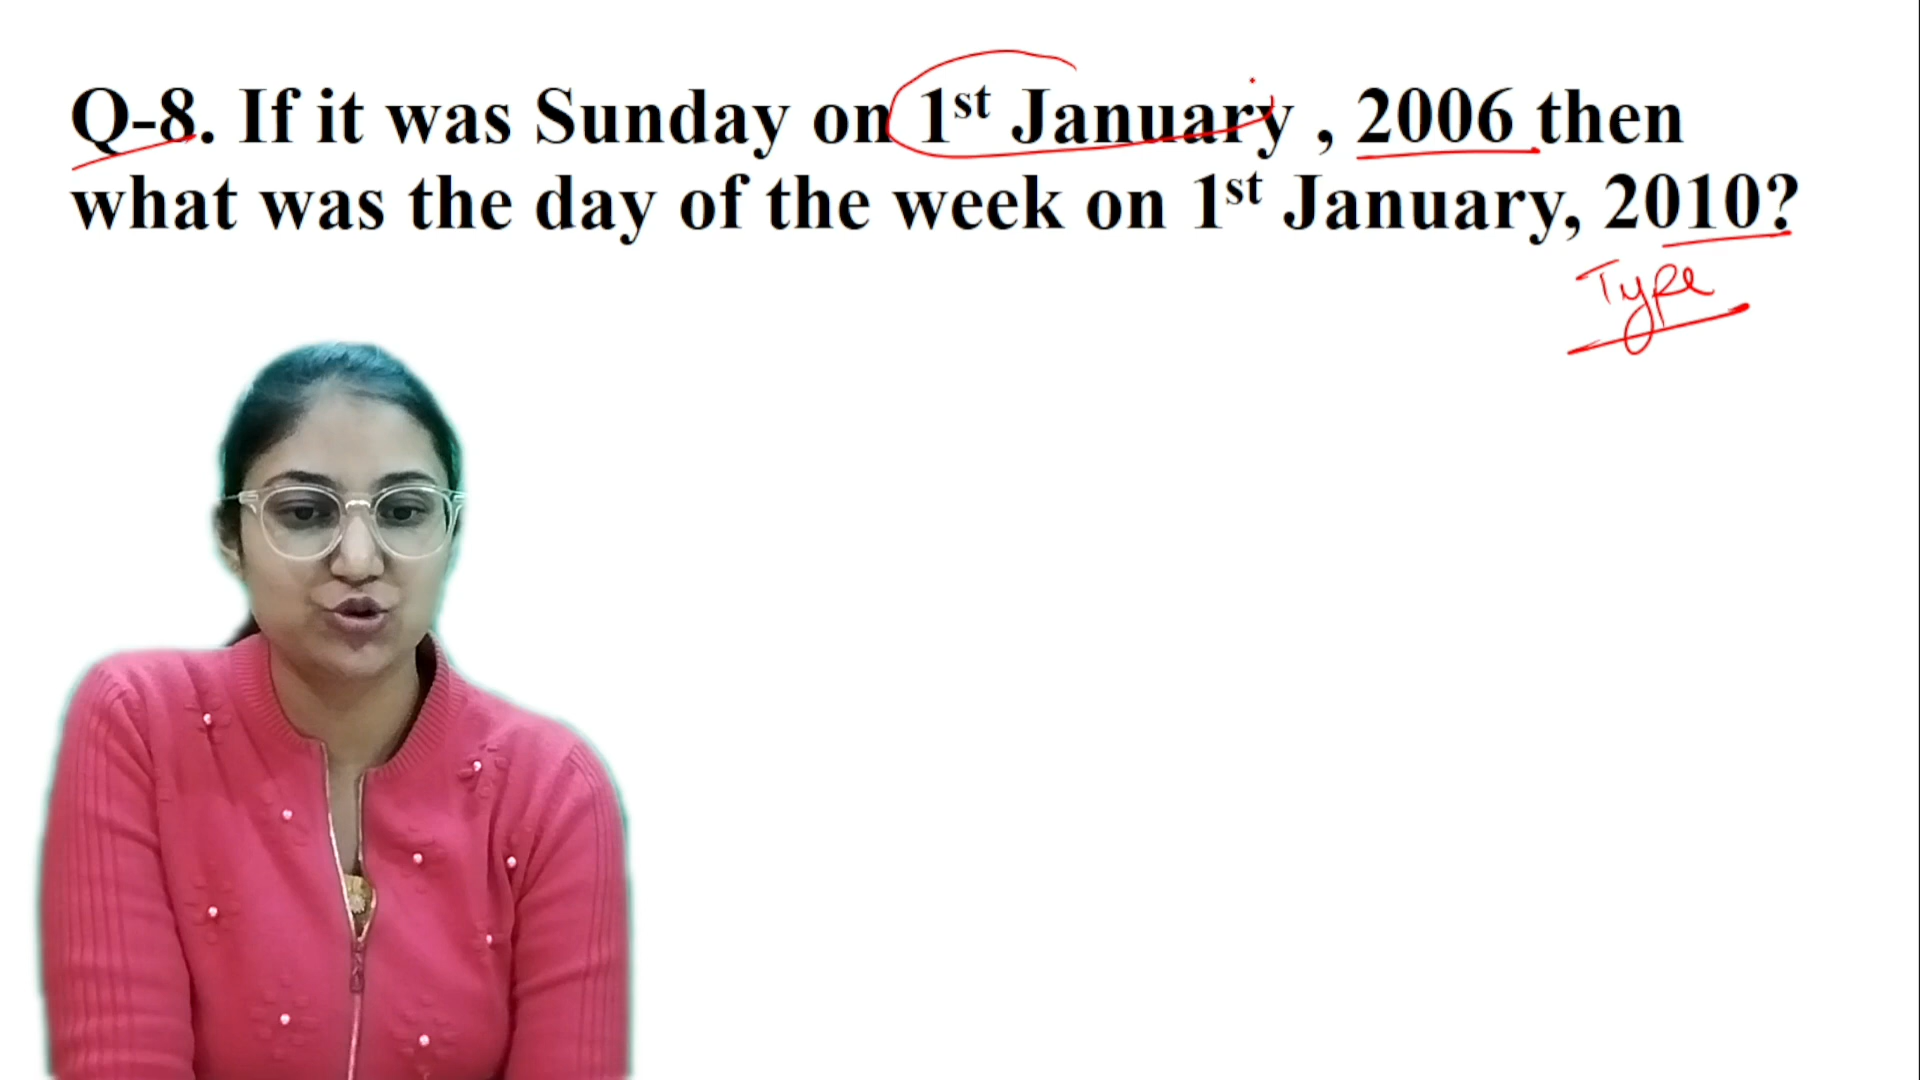 Q-8. If it was Sunday on 1st January , 2006 then
what was the day of the week on 1st January, 2010?
Type